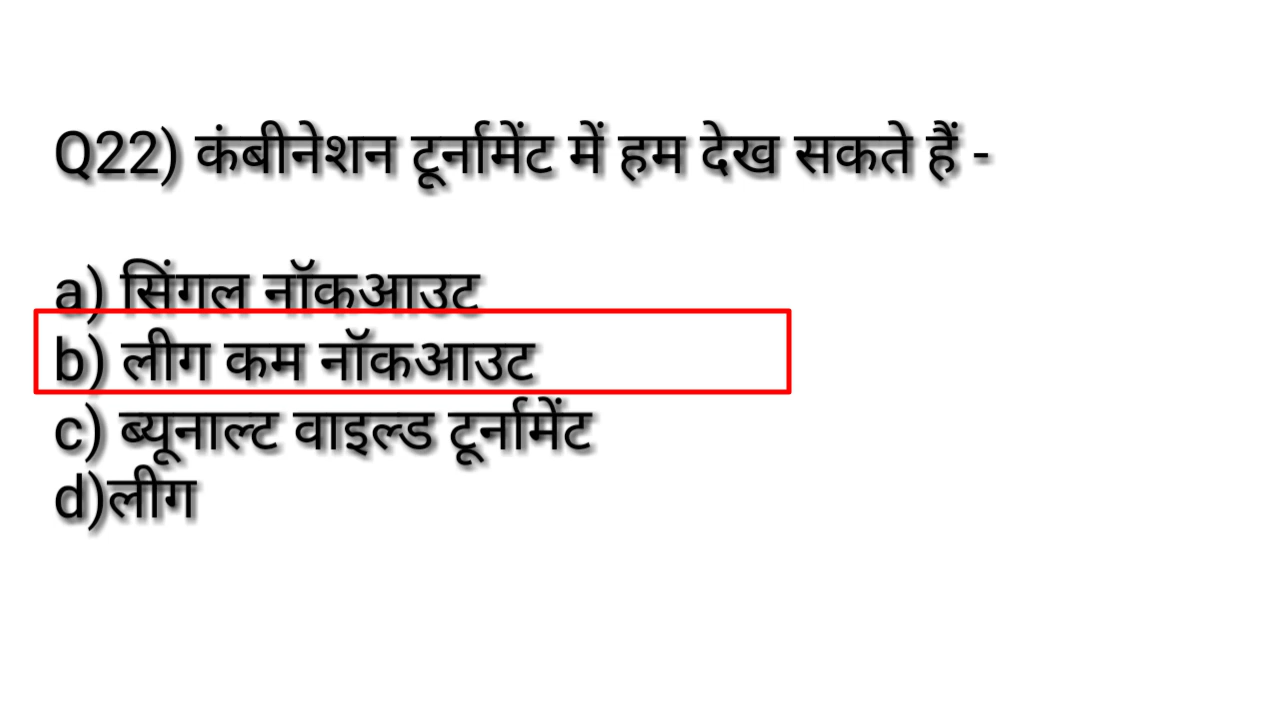 Q22) कंबीनेशन टूर्नामेंट में हम देख सकते हैं -
a) सिंगल नॉकआउट
b) लीग कम नॉकआउट
c) ब्यूनाल्ट वाइल्ड टूर्नामेंट
d)लीग